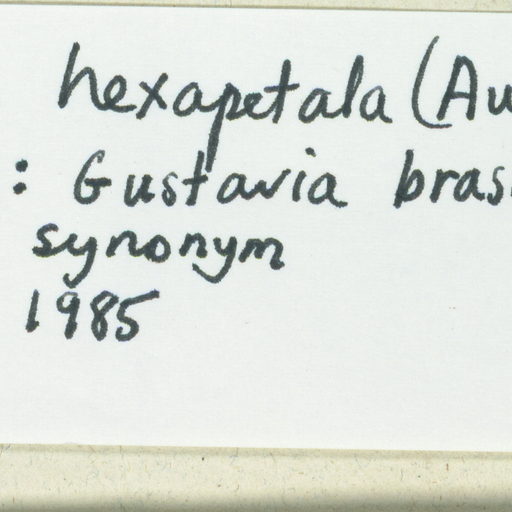 hexapetala (Au
: Gustavia bras
synonym
1985